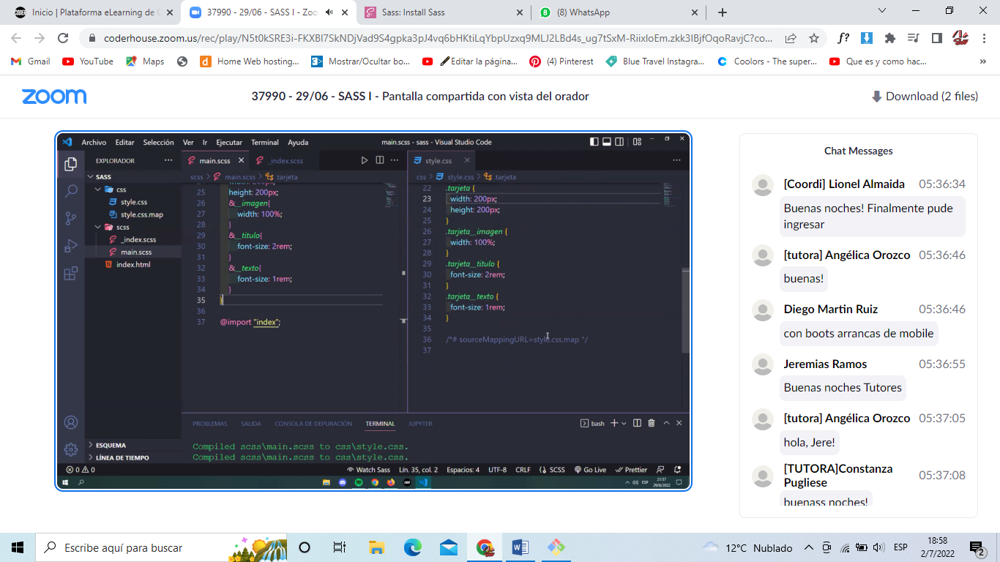 Inicio | Plataforma eLearning de C
37990 - 29/06 - SASS I - Zoo
Sass: Install Sass
(8) WhatsApp
coderhouse.zoom.us/rec/play/N5t0kSRE3i-FKXBl7SkNDjVad9S4gpka3pJ4vq6bHKtiLqYbpUzxq9MLJ2LBd4s_ug7tSxM-RiixIoEm.zkk3IBjfOqoRavjC?co...
f?
Gmail
YouTube
Maps
Home Web hosting...
Mostrar/Ocultar bo...
Editar la página...
(4) Pinterest
Blue Travel Instagra...
Coolors - The super...
Que es y como hac...
»
zoom
37990 - 29/06 - SASS I - Pantalla compartida con vista del orador
Download (2 files)
Archivo Editar Selección Ver Ir Ejecutar Terminal Ayuda
main.scss - sass - Visual Studio Code
EXPLORADOR
SASS
css
style.css
style.css.map
scss
_index.scss
main.scss
index.html
ESQUEMA
LÍNEA DE TIEMPO
main.scss
_index.scss
scss > main.scss > .tarjeta
25 height: 200px;
26 &__imagen{
27 width: 100%;
28 }
29 &__titulo{
30 font-size: 2rem;
31 }
32 &__texto{
33 font-size: 1rem;
34 }
35 }
36
37 @import "index";
style.css
css > style.css > .tarjeta
22 .tarjeta {
23 width: 200px;
24 height: 200px;
25 }
26 .tarjeta__imagen {
27 width: 100%;
28 }
29 .tarjeta__titulo {
30 font-size: 2rem;
31 }
32 .tarjeta__texto {
33 font-size: 1rem;
34 }
35
36 /*# sourceMappingURL=style.css.map */
37
PROBLEMAS SALIDA CONSOLA DE DEPURACIÓN TERMINAL JUPYTER
bash
Compiled scss\main.scss to css\style.css.
Compiled scss\main.scss to css\style.css.
0 0
Watch Sass Lín. 35, col. 2 Espacios: 4 UTF-8 CRLF SCSS Go Live Prettier
ESP
21:57
29/6/2022
Chat Messages
[Coordi] Lionel Almaida 05:36:34
Buenas noches! Finalmente pude
ingresar
[tutora] Angélica Orozco 05:36:46
buenas!
Diego Martin Ruiz 05:36:46
con boots arrancas de mobile
Jeremias Ramos 05:36:55
Buenas noches Tutores
[tutora] Angélica Orozco 05:37:05
hola, Jere!
[TUTORA]Constanza
Pugliese 05:37:08
buenass noches!
Escribe aquí para buscar
12°C Nublado
ESP
18:58
2/7/2022
2